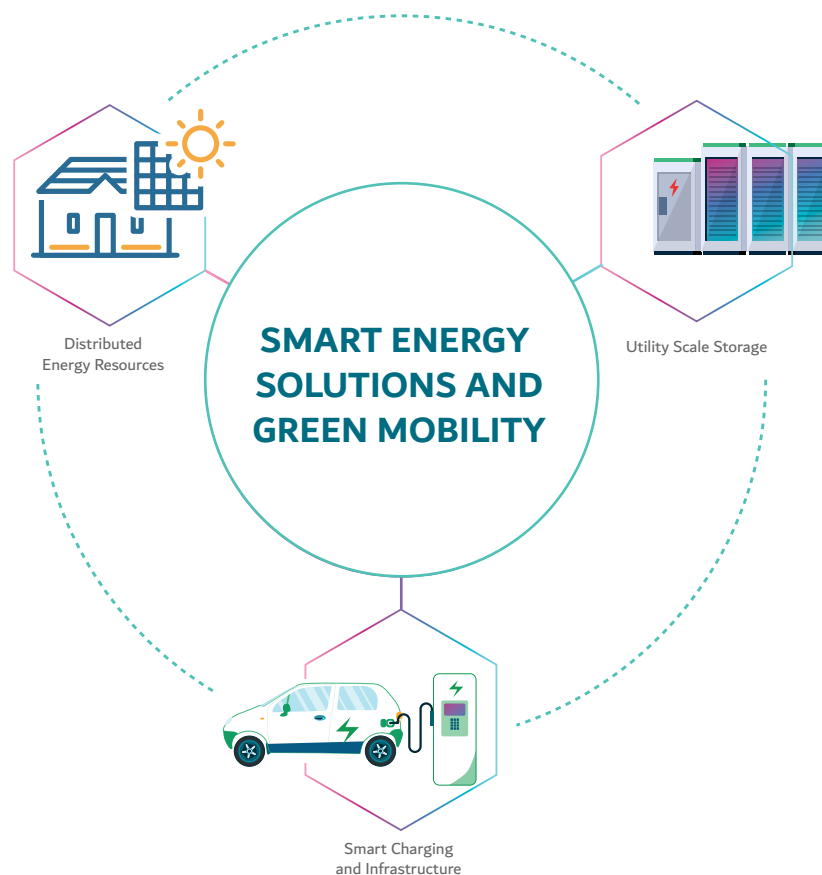 Distributed
Energy Resources
Utility Scale Storage
SMART ENERGY
SOLUTIONS AND
GREEN MOBILITY
Smart Charging
and Infrastructure